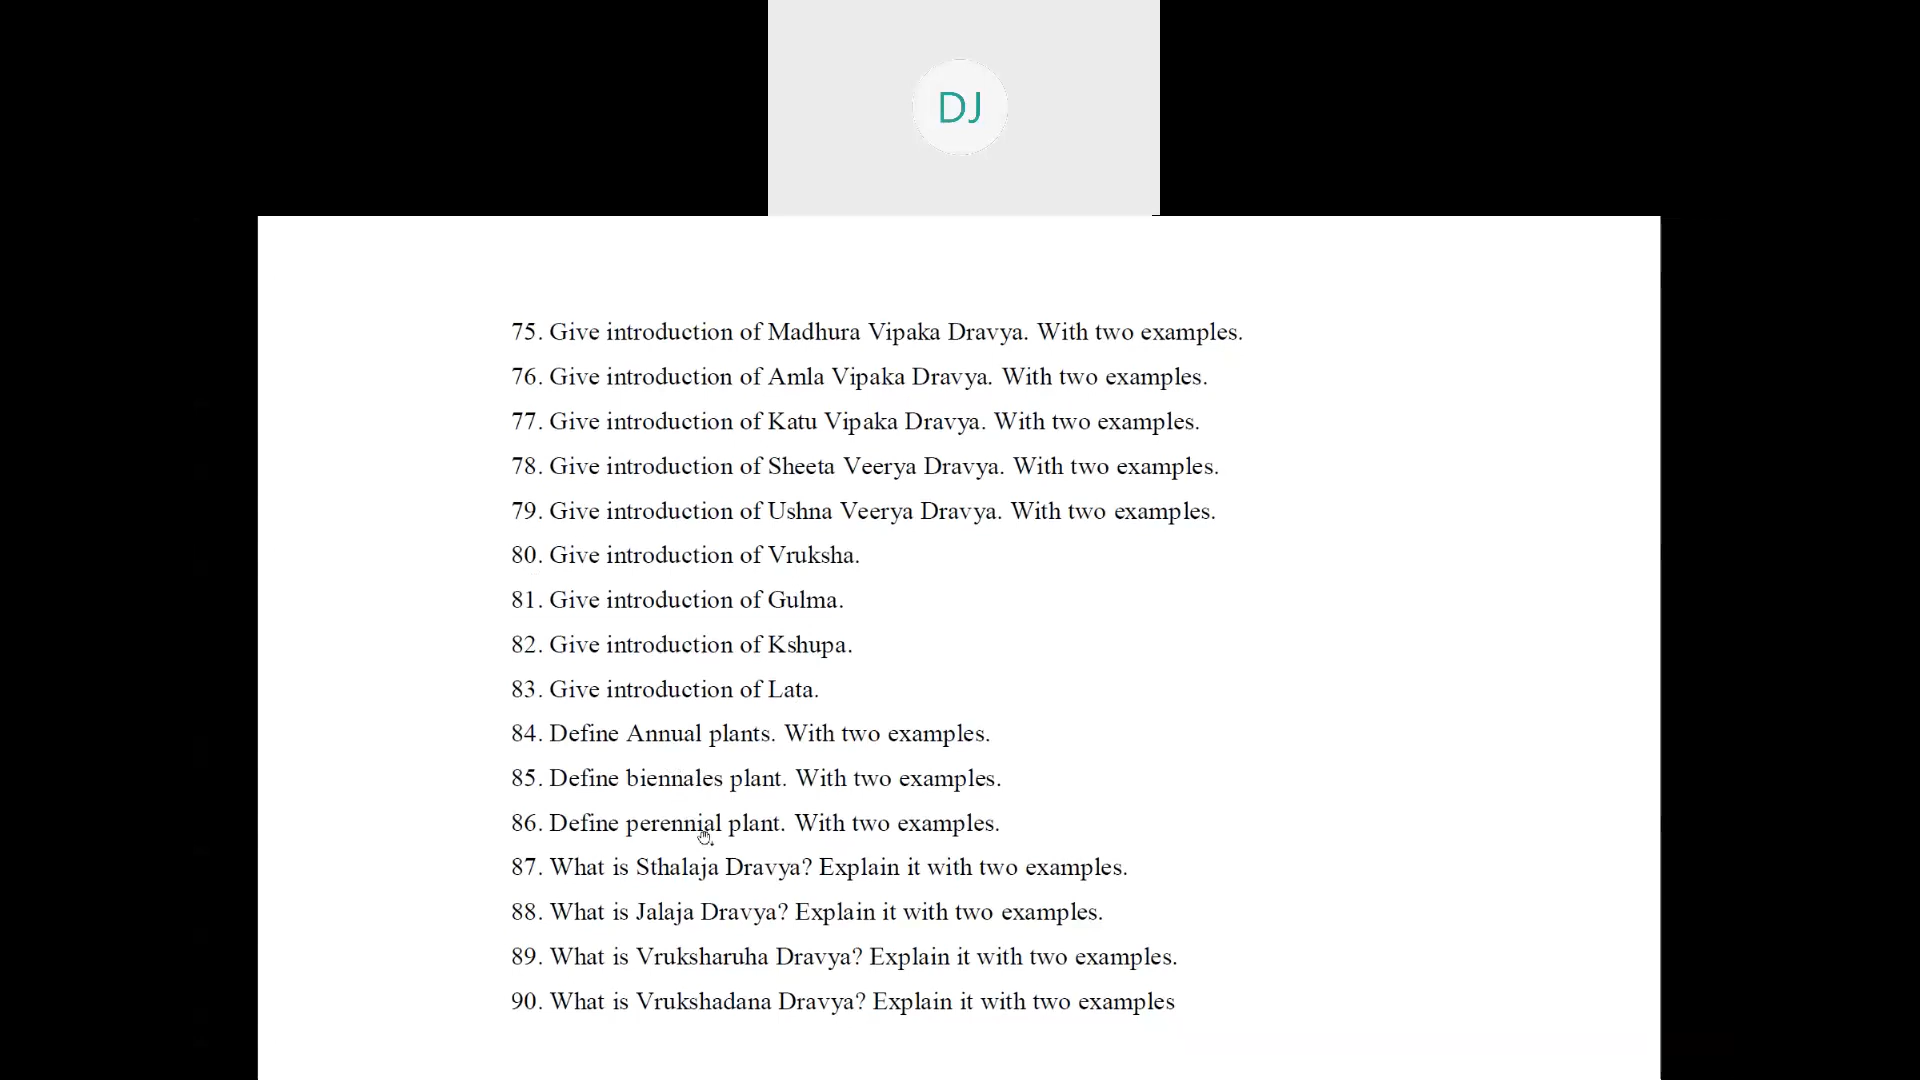 DJ
75. Give introduction of Madhura Vipaka Dravya. With two examples.
76. Give introduction of Amla Vipaka Dravya. With two examples.
77. Give introduction of Katu Vipaka Dravya. With two examples.
78. Give introduction of Sheeta Veerya Dravya. With two examples.
79. Give introduction of Ushna Veerya Dravya. With two examples.
80. Give introduction of Vruksha.
81. Give introduction of Gulma.
82. Give introduction of Kshupa.
83. Give introduction of Lata.
84. Define Annual plants. With two examples.
85. Define biennales plant. With two examples.
86. Define perennial plant. With two examples.
87. What is Sthalaja Dravya? Explain it with two examples.
88. What is Jalaja Dravya? Explain it with two examples.
89. What is Vruksharuha Dravya? Explain it with two examples.
90. What is Vrukshadana Dravya? Explain it with two examples